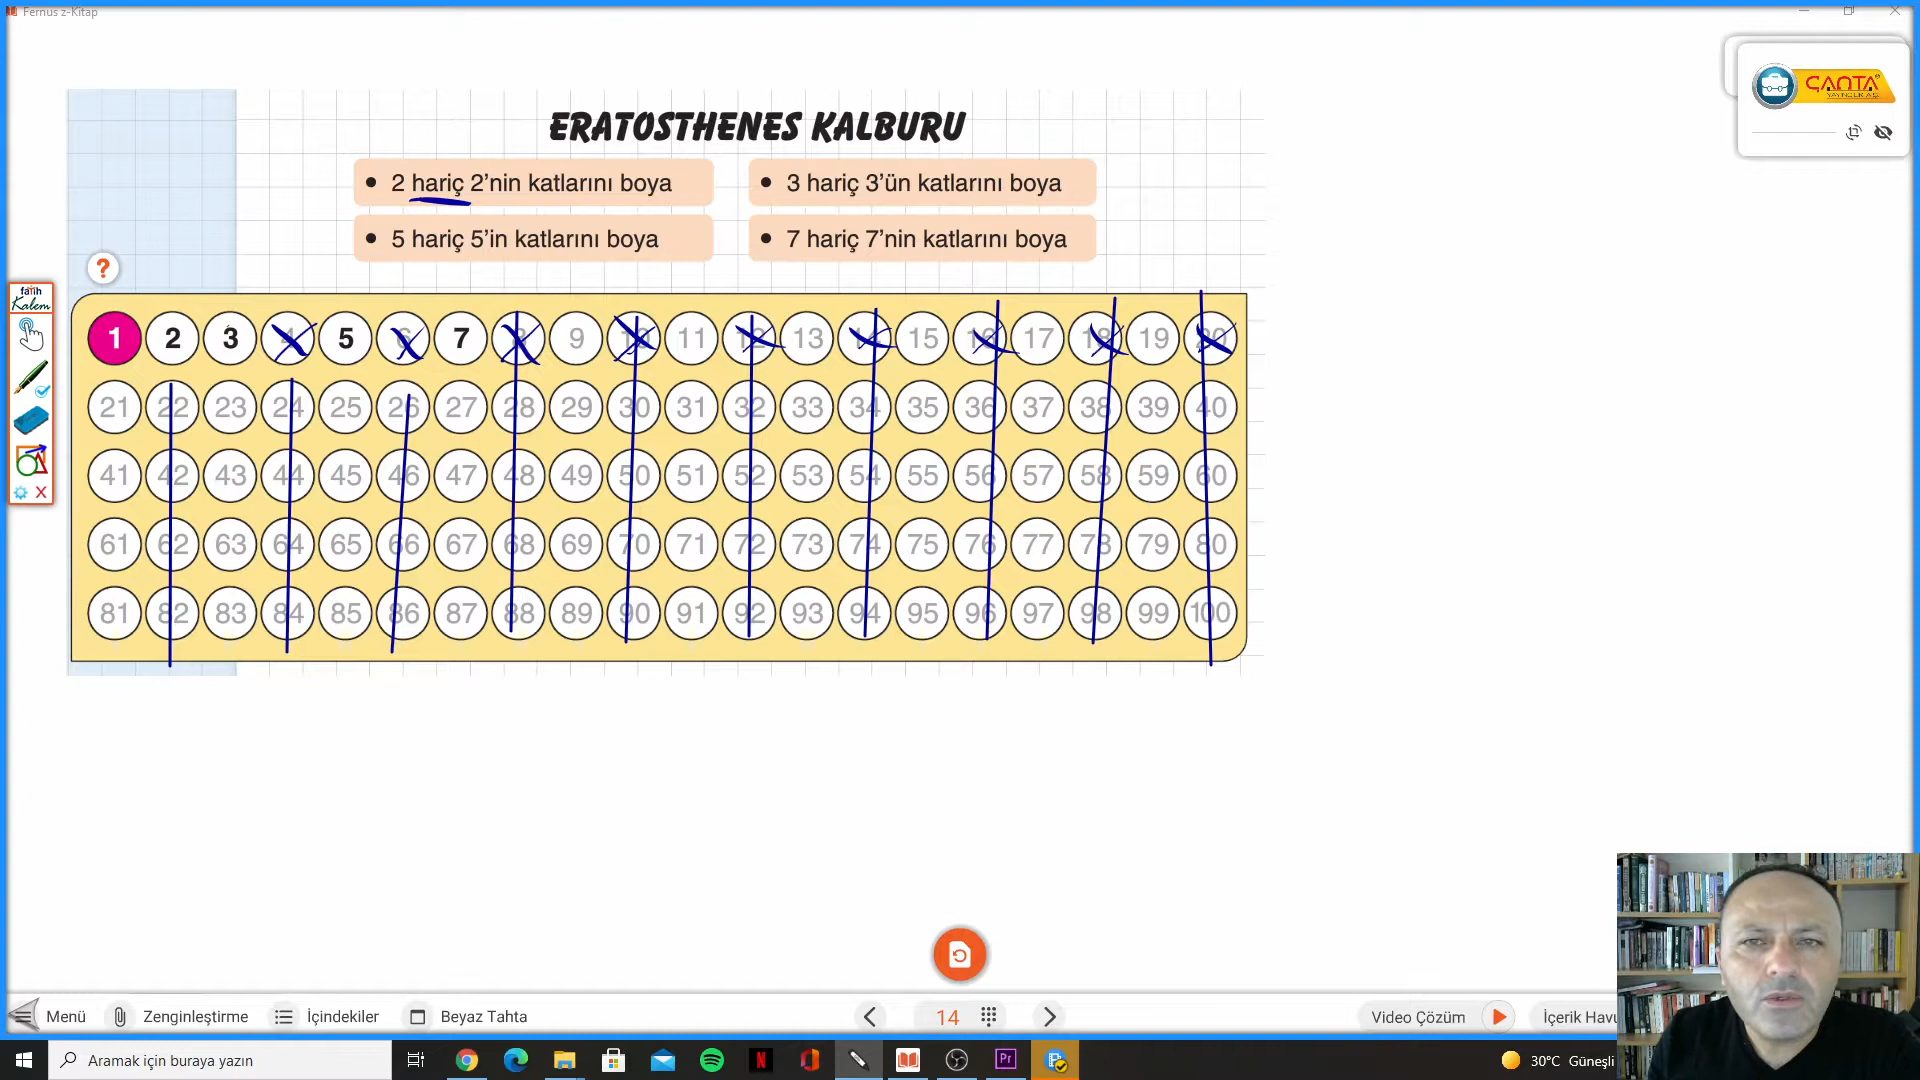 Fernus z-Kitap
ÇANTA
YAYINCILIK A.Ş.
ERATOSTHENES KALBURU
• 2 hariç 2'nin katlarını boya
• 3 hariç 3'ün katlarını boya
• 5 hariç 5'in katlarını boya
• 7 hariç 7'nin katlarını boya
?
fatih
Kalem
1 2 3 4 5 6 7 8 9 10 11 12 13 14 15 16 17 18 19 20
21 22 23 24 25 26 27 28 29 30 31 32 33 34 35 36 37 38 39 40
41 42 43 44 45 46 47 48 49 50 51 52 53 54 55 56 57 58 59 60
61 62 63 64 65 66 67 68 69 70 71 72 73 74 75 76 77 78 79 80
81 82 83 84 85 86 87 88 89 90 91 92 93 94 95 96 97 98 99 100
Menü Zenginleştirme İçindekiler Beyaz Tahta 14 Video Çözüm İçerik Havu
Aramak için buraya yazın N Pr 30°C Güneşli